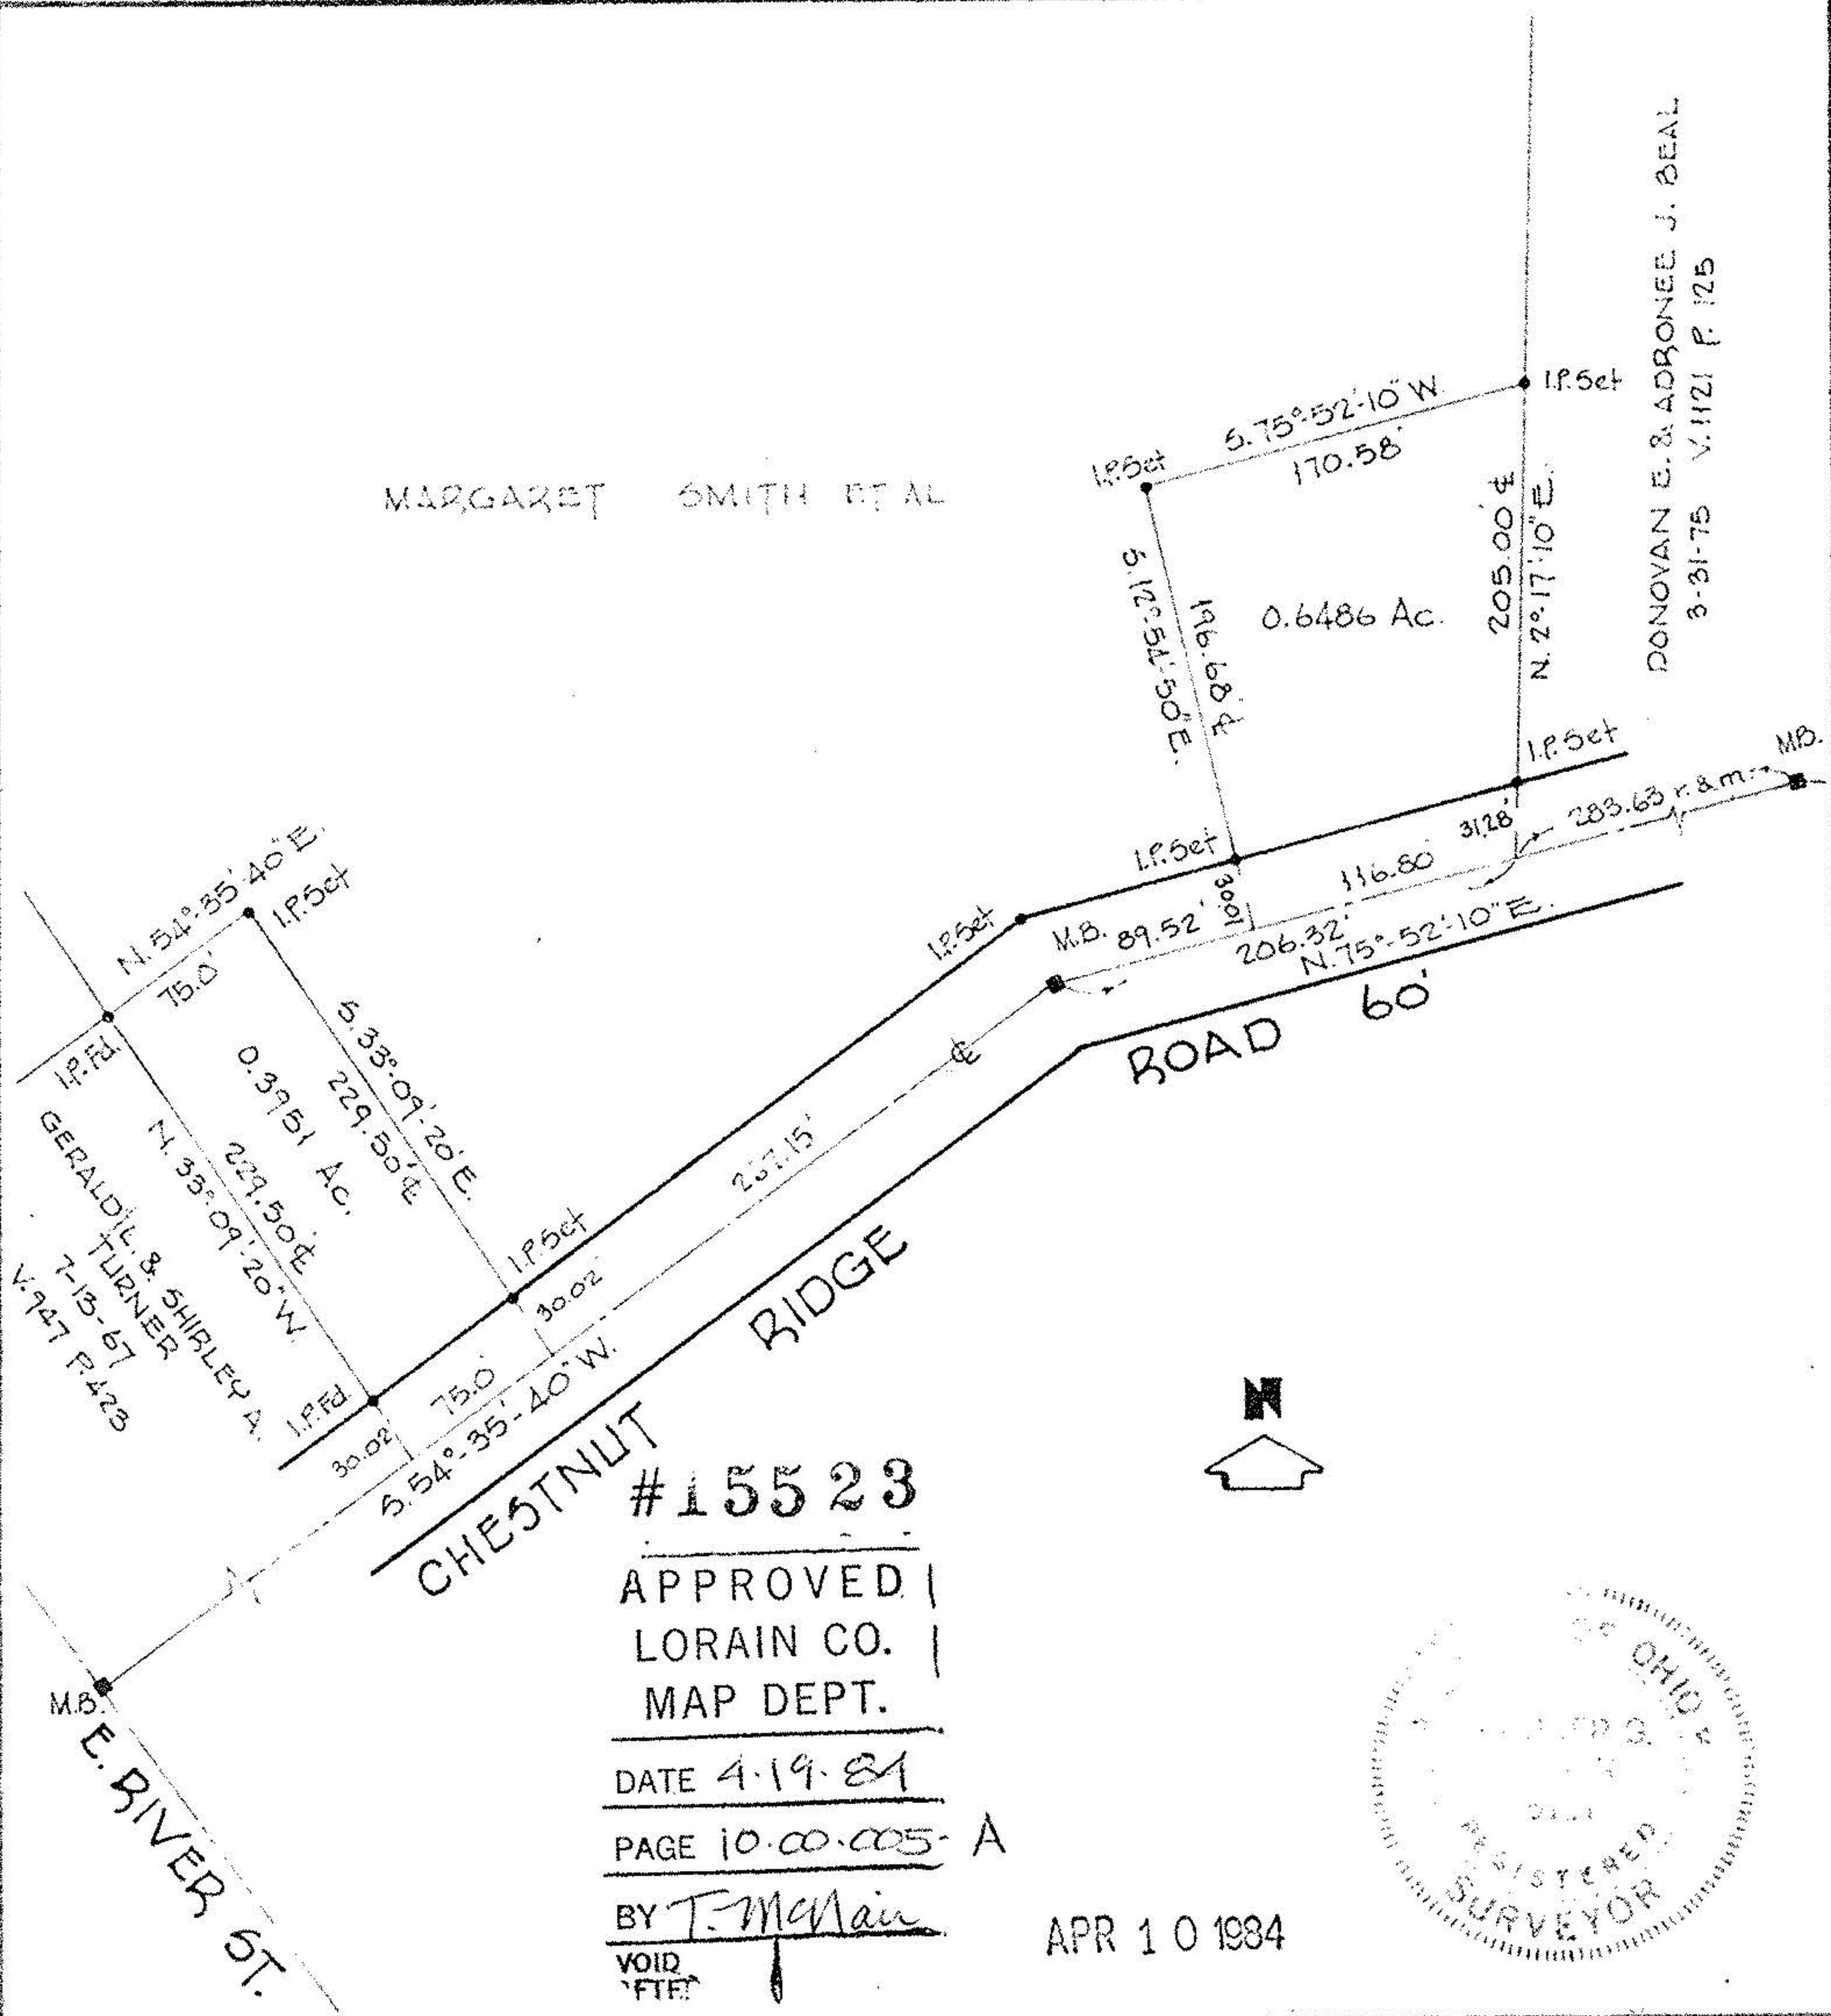 DONOVAN E. & ADRONEE J. BEAL
3-31-75 V. 1121 P. 125
MARGARET SMITH ET AL
I.P. Set
S. 75°-52'-10" W.
170.58'
I.P. Set
205.00' ℄
N. 2°-17'-10" E.
S. 12°-54'-50" E.
196.68' ℄
0.6486 Ac.
I.P. Set
M.B.
283.63 r. & m.
31.28'
I.P. Set
30.01'
116.80'
I.P. Set
M.B.
89.52'
206.32'
N. 75°-52'-10" E.
ROAD 60'
N. 54°-35'-40" E.
75.0'
I.P. Set
I.P. Fd.
S. 33°-09'-20" E.
229.50' ℄
0.3951 Ac.
229.50' ℄
N. 33°-09'-20" W.
GERALD L. & SHIRLEY A.
TURNER
7-13-67
V. 947 P. 423
℄
I.P. Set
30.02
I.P. Fd.
30.02
75.0'
S. 54°-35'-40" W.
RIDGE
CHESTNUT
N
M.B.
E. RIVER ST.
#15523
APPROVED
LORAIN CO.
MAP DEPT.
DATE 4-19-84
PAGE 10-00-005-A
BY T. McNair
VOID
APR 10 1984
OF OHIO
REGISTERED
SURVEYOR